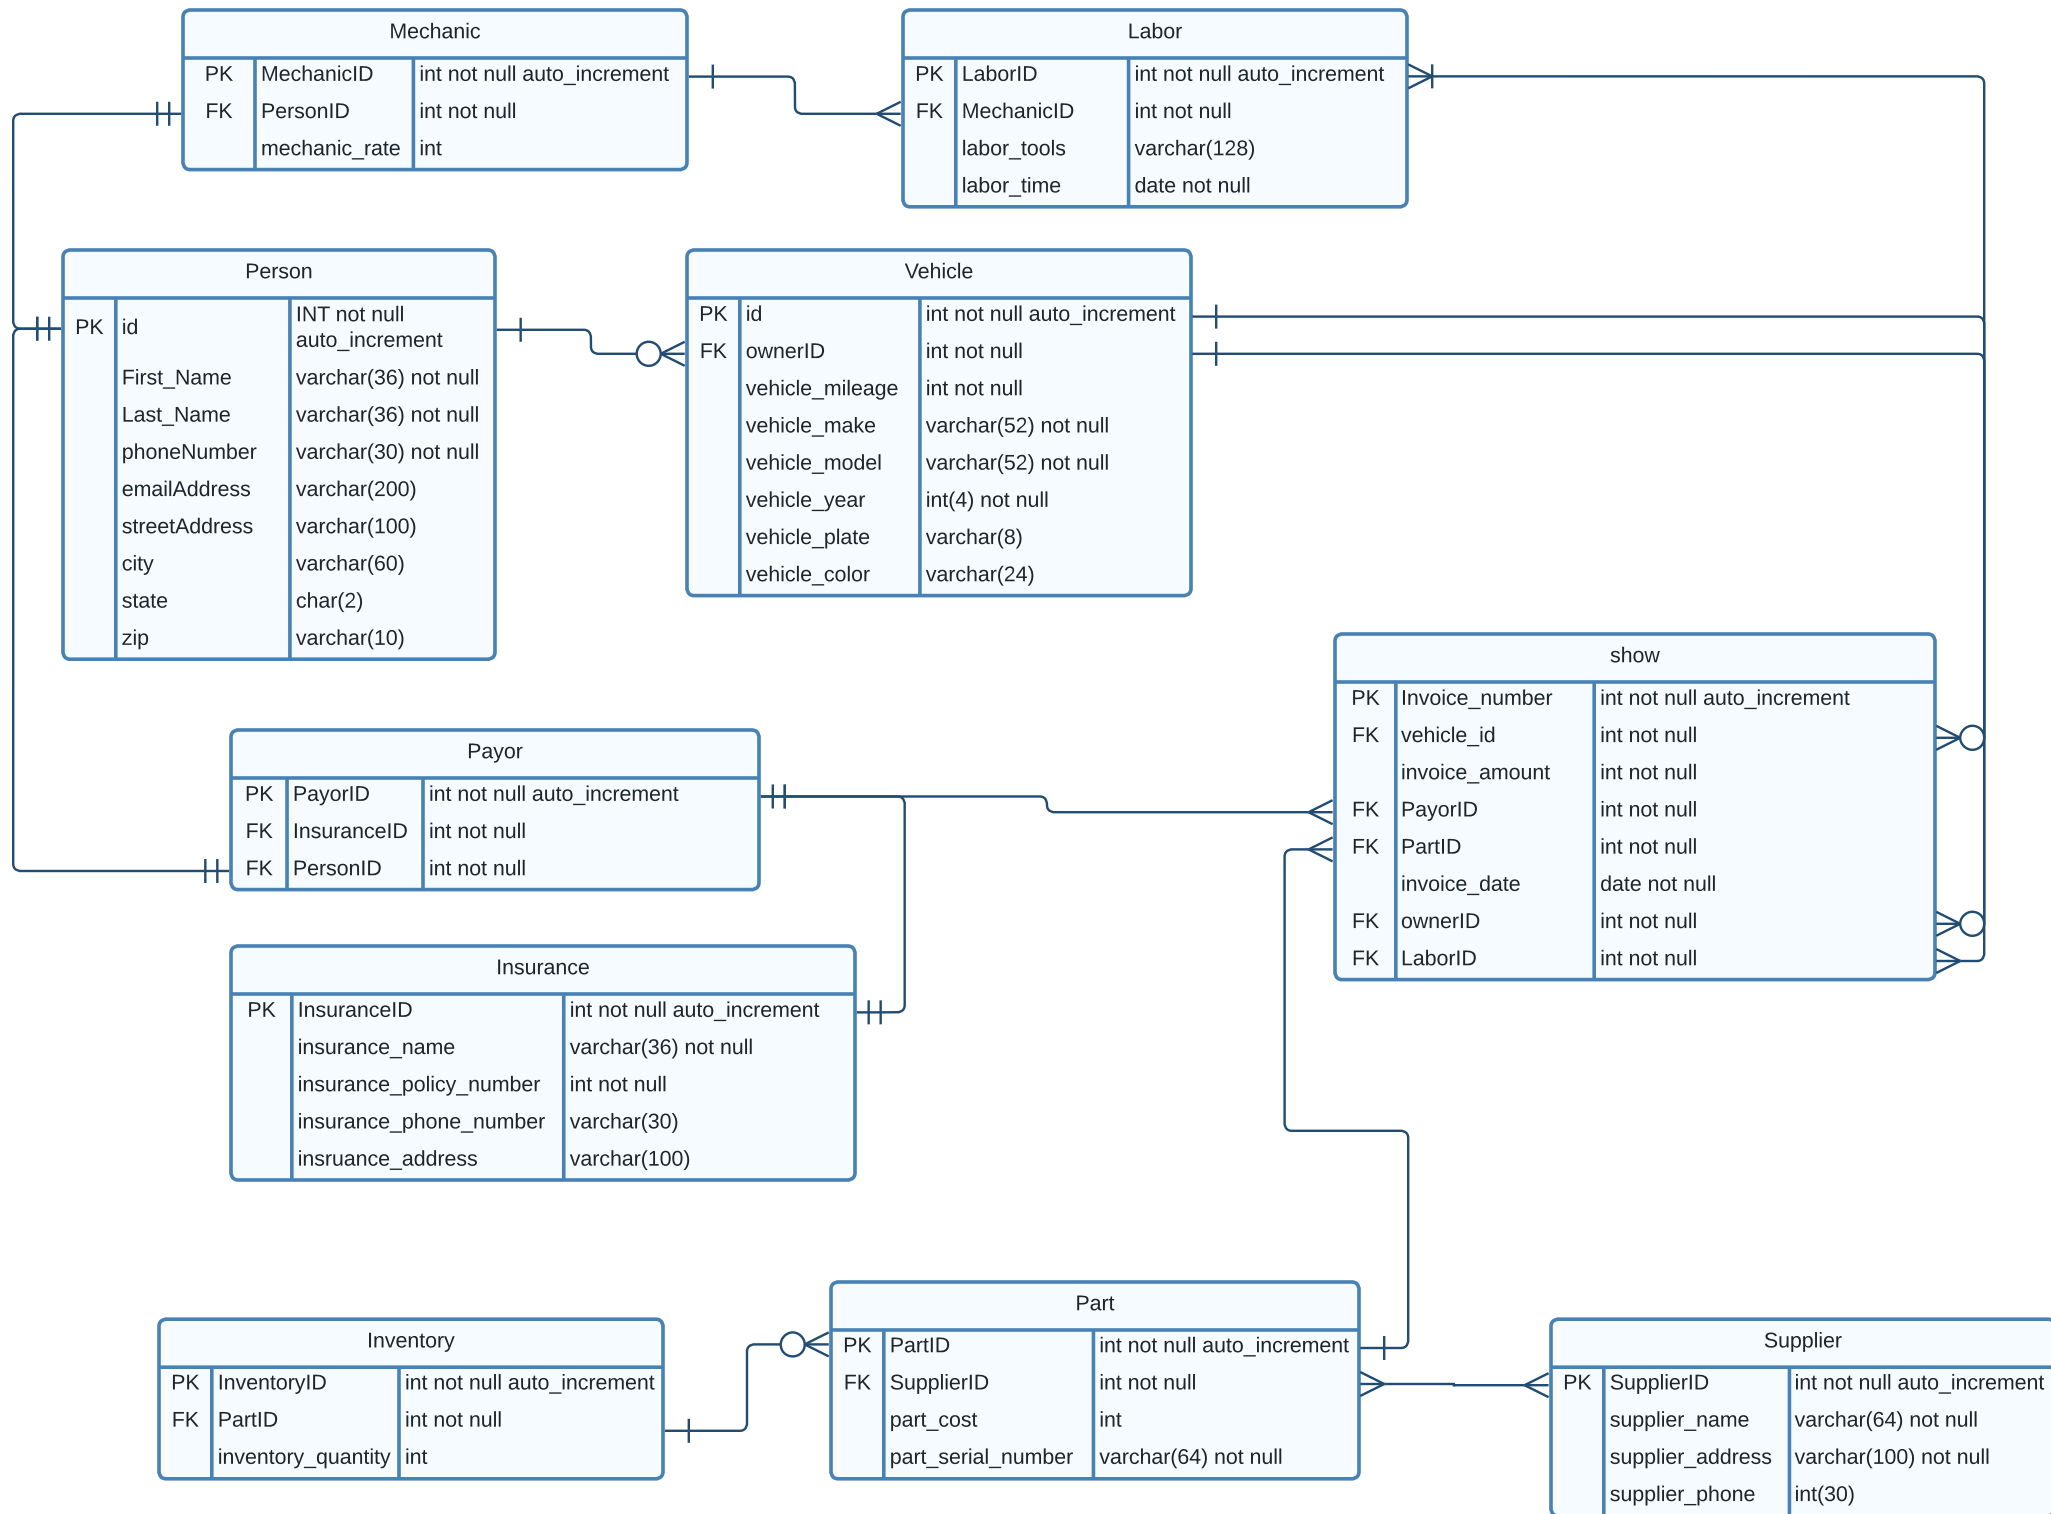 Mechanic
PK MechanicID int not null auto_increment
FK PersonID int not null
mechanic_rate int
Labor
PK LaborID int not null auto_increment
FK MechanicID int not null
labor_tools varchar(128)
labor_time date not null
Person
PK id INT not null
auto_increment
First_Name varchar(36) not null
Last_Name varchar(36) not null
phoneNumber varchar(30) not null
emailAddress varchar(200)
streetAddress varchar(100)
city varchar(60)
state char(2)
zip varchar(10)
Vehicle
PK id int not null auto_increment
FK ownerID int not null
vehicle_mileage int not null
vehicle_make varchar(52) not null
vehicle_model varchar(52) not null
vehicle_year int(4) not null
vehicle_plate varchar(8)
vehicle_color varchar(24)
show
PK Invoice_number int not null auto_increment
FK vehicle_id int not null
invoice_amount int not null
FK PayorID int not null
FK PartID int not null
invoice_date date not null
FK ownerID int not null
FK LaborID int not null
Payor
PK PayorID int not null auto_increment
FK InsuranceID int not null
FK PersonID int not null
Insurance
PK InsuranceID int not null auto_increment
insurance_name varchar(36) not null
insurance_policy_number int not null
insurance_phone_number varchar(30)
insruance_address varchar(100)
Inventory
PK InventoryID int not null auto_increment
FK PartID int not null
inventory_quantity int
Part
PK PartID int not null auto_increment
FK SupplierID int not null
part_cost int
part_serial_number varchar(64) not null
Supplier
PK SupplierID int not null auto_increment
supplier_name varchar(64) not null
supplier_address varchar(100) not null
supplier_phone int(30)